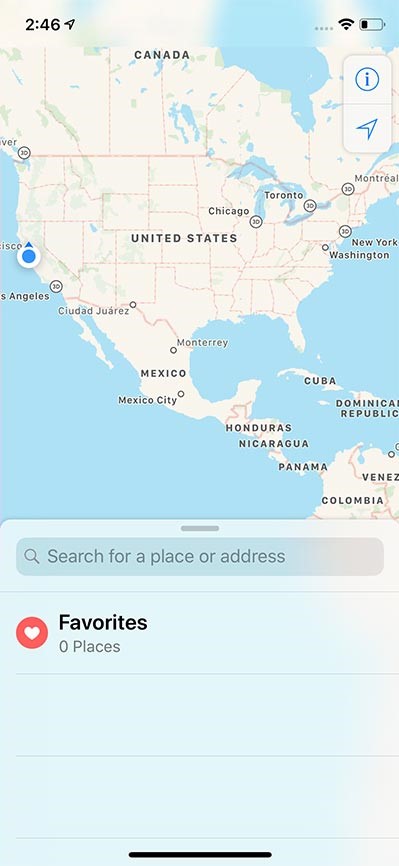 2:46
CANADA
ver
3D
Montréal
Toronto
3D
3D
Chicago
3D
3D
UNITED STATES
New York
cisco
Washington
s Angeles
3D
Ciudad Juárez
Monterrey
MEXICO
CUBA
Mexico City
DOMINICAN
REPUBLIC
HONDURAS
NICARAGUA
PANAMA
VENEZ
COLOMBIA
Search for a place or address
Favorites
0 Places